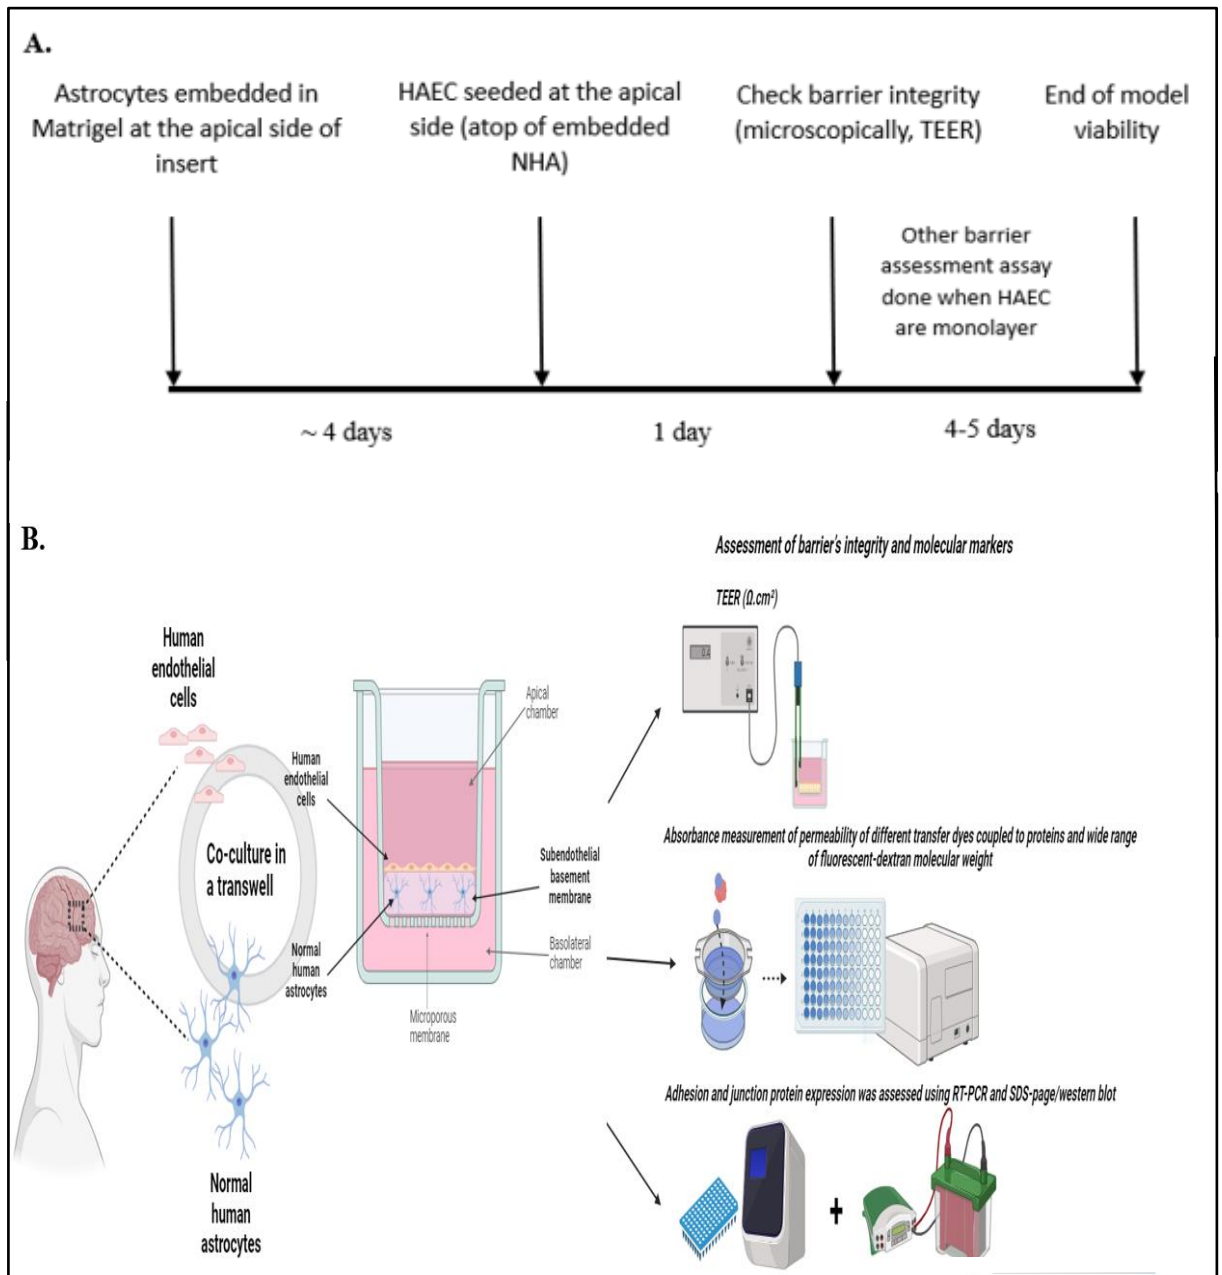 A.
Astrocytes embedded in
Matrigel at the apical side of
insert
HAEC seeded at the apical
side (atop of embedded
NHA)
Check barrier integrity
(microscopically, TEER)
End of model
viability
Other barrier
assessment assay
done when HAEC
are monolayer
~ 4 days
1 day
4-5 days
B.
Assessment of barrier's integrity and molecular markers
TEER (Ω.cm²)
Human
endothelial
cells
Co-culture in
a transwell
Normal
human
astrocytes
Human
endothelial
cells
Normal
human
astrocytes
Apical
chamber
Subendothelial
basement
membrane
Basolateral
chamber
Microporous
membrane
Absorbance measurement of permeability of different transfer dyes coupled to proteins and wide range
of fluorescent-dextran molecular weight
Adhesion and junction protein expression was assessed using RT-PCR and SDS-page/western blot
+